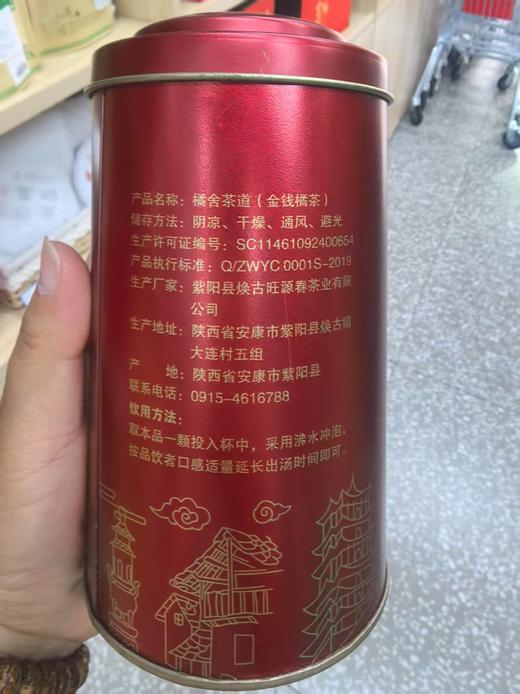 产品名称：橘舍茶道（金钱橘茶）
储存方法：阴凉、干燥、通风、避光
生产许可证编号：SC11461092400654
产品执行标准：Q/ZWYC 0001S-2019
生产厂家：紫阳县焕古旺源春茶业有限
公司
生产地址：陕西省安康市紫阳县焕古镇
大连村五组
产 地：陕西省安康市紫阳县
联系电话：0915-4616788
饮用方法：
取本品一颗投入杯中，采用沸水冲泡，
按品饮者口感适量延长出汤时间即可。